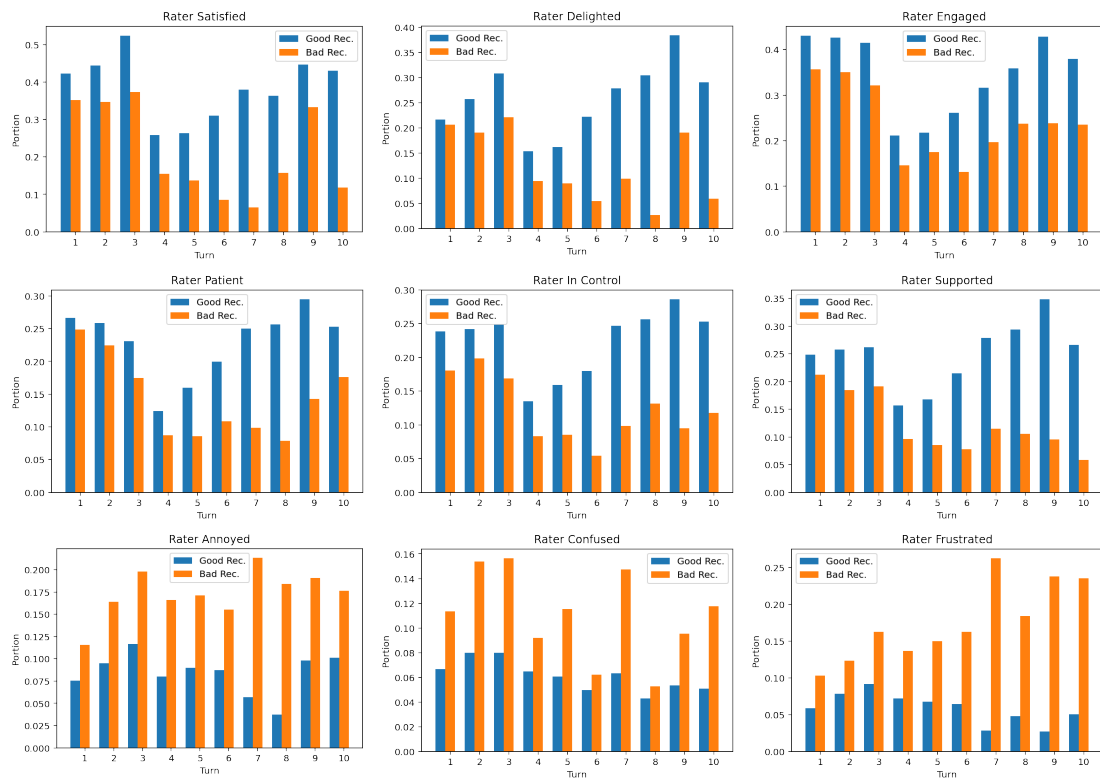 Rater Satisfied
Portion
0.5
0.4
0.3
0.2
0.1
0.0
Good Rec.
Bad Rec.
1 2 3 4 5 6 7 8 9 10
Turn
Rater Delighted
Portion
0.40
0.35
0.30
0.25
0.20
0.15
0.10
0.05
0.00
Good Rec.
Bad Rec.
1 2 3 4 5 6 7 8 9 10
Turn
Rater Engaged
Portion
0.4
0.3
0.2
0.1
0.0
Good Rec.
Bad Rec.
1 2 3 4 5 6 7 8 9 10
Turn
Rater Patient
Portion
0.30
0.25
0.20
0.15
0.10
0.05
0.00
Good Rec.
Bad Rec.
1 2 3 4 5 6 7 8 9 10
Turn
Rater In Control
Portion
0.30
0.25
0.20
0.15
0.10
0.05
0.00
Good Rec.
Bad Rec.
1 2 3 4 5 6 7 8 9 10
Turn
Rater Supported
Portion
0.35
0.30
0.25
0.20
0.15
0.10
0.05
0.00
Good Rec.
Bad Rec.
1 2 3 4 5 6 7 8 9 10
Turn
Rater Annoyed
Portion
0.200
0.175
0.150
0.125
0.100
0.075
0.050
0.025
0.000
Good Rec.
Bad Rec.
1 2 3 4 5 6 7 8 9 10
Turn
Rater Confused
Portion
0.16
0.14
0.12
0.10
0.08
0.06
0.04
0.02
0.00
Good Rec.
Bad Rec.
1 2 3 4 5 6 7 8 9 10
Turn
Rater Frustrated
Portion
0.25
0.20
0.15
0.10
0.05
0.00
Good Rec.
Bad Rec.
1 2 3 4 5 6 7 8 9 10
Turn